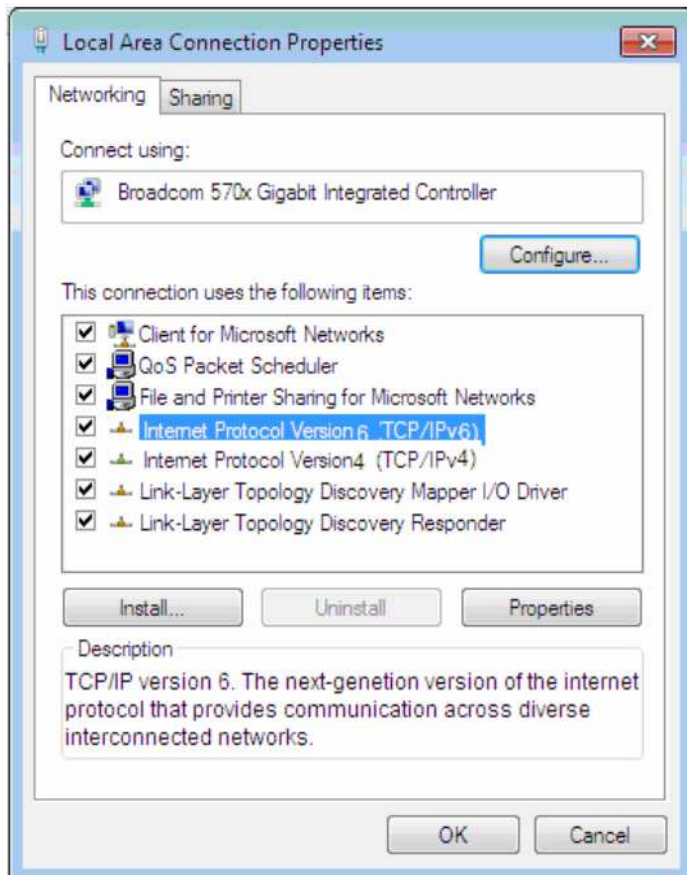 Local Area Connection Properties
Networking Sharing
Connect using:
Broadcom 570x Gigabit Integrated Controller
Configure...
This connection uses the following items:
Client for Microsoft Networks
QoS Packet Scheduler
File and Printer Sharing for Microsoft Networks
Internet Protocol Version 6 'TCP/IPv6)
Internet Protocol Version4 (TCP/IPv4)
Link-Layer Topology Discovery Mapper I/O Driver
Link-Layer Topology Discovery Responder
Install... Uninstall Properties
Description
TCP/IP version 6. The next-genetion version of the internet
protocol that provides communication across diverse
interconnected networks.
OK Cancel